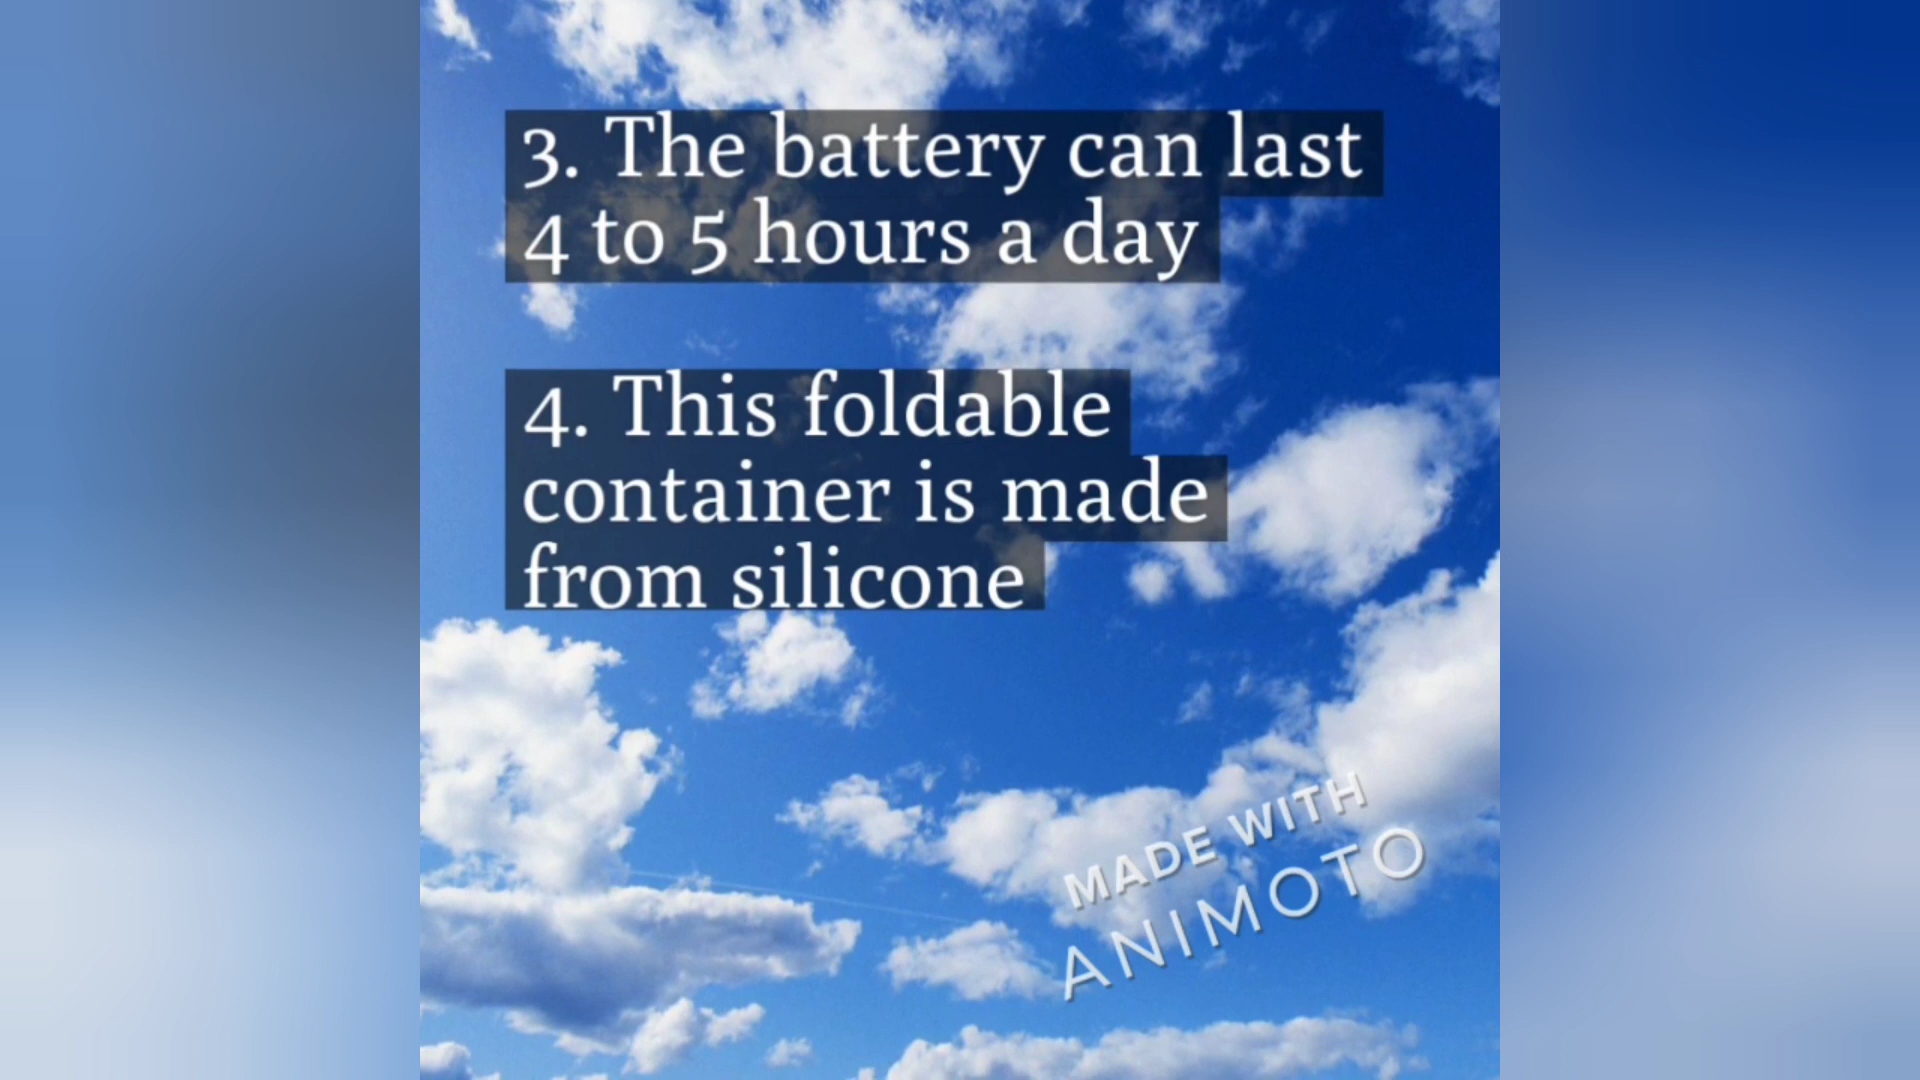 3. The battery can last
4 to 5 hours a day
4. This foldable
container is made
from silicone
MADE WITH
ANIMOTO